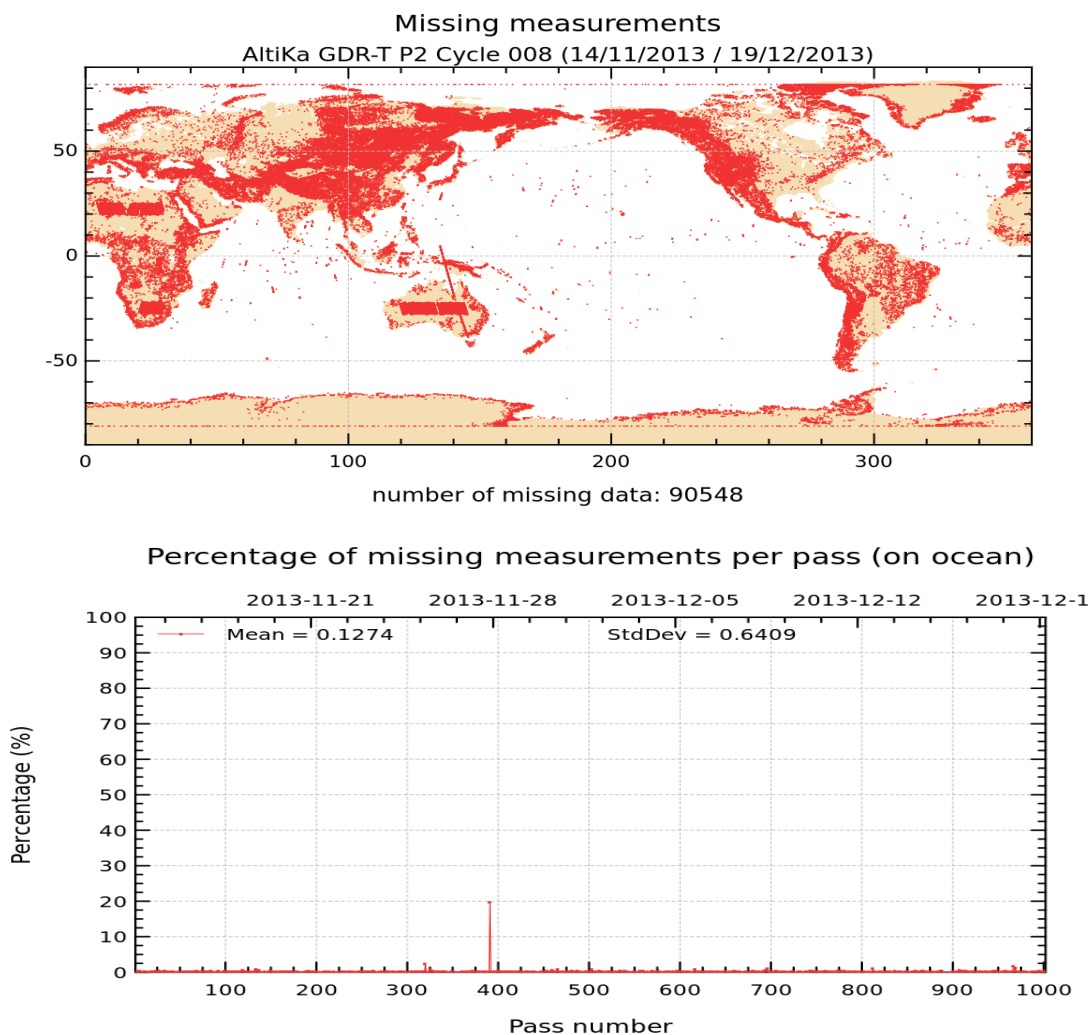 Missing measurements
AltiKa GDR-T P2 Cycle 008 (14/11/2013 / 19/12/2013)
50
0
-50
0 100 200 300
number of missing data: 90548
Percentage of missing measurements per pass (on ocean)
2013-11-21 2013-11-28 2013-12-05 2013-12-12 2013-12-1
Mean = 0.1274 StdDev = 0.6409
100
90
80
70
60
50
40
30
20
10
0
Percentage (%)
100 200 300 400 500 600 700 800 900 1000
Pass number